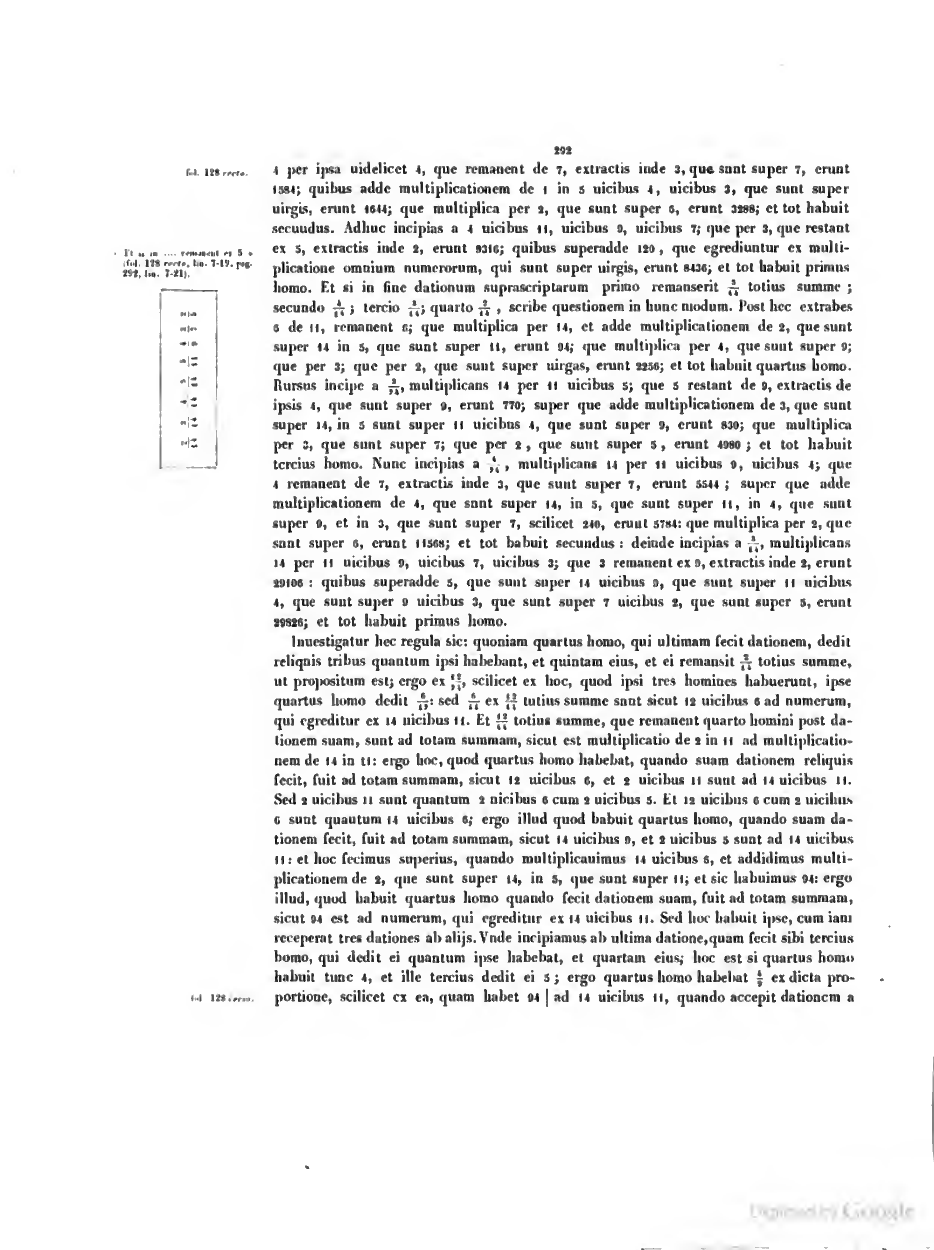 292
fol. 128 recto.
4 per ipsa uidelicet 4, que remanent de 7, extractis inde 3, que sunt super 7, erunt
1584; quibus adde multiplicationem de 1 in 5 uicibus 4, uicibus 3, que sunt super
uirgis, erunt 1644; que multiplica per 2, que sunt super 6, erunt 3288; et tot habuit
secuudus. Adhuc incipias a 4 uicibus 11, uicibus 9, uicibus 7; que per 3, que restant
ex 5, extractis inde 2, erunt 8316; quibus superadde 120, que egrediuntur ex multi-
plicatione omnium numerorum, qui sunt super uirgis, erunt 8436; et tot habuit primus
homo. Et si in fine dationum suprascriptarum primo remanserit totius summe ;
secundo ; tercio ; quarto , scribe questionem in hunc modum. Post hec extrabes
6 de 11, remanent 6; que multiplica per 14, et adde multiplicationem de 2, que sunt
super 14 in 5, que sunt super 11, erunt 94; que multiplica per 4, que sunt super 9;
que per 3; que per 2, que sunt super uirgas, erunt 2256; et tot habuit quartus homo.
Rursus incipe a , multiplicans 14 per 11 uicibus 5; que 5 restant de 9, extractis de
ipsis 4, que sunt super 9, erunt 770; super que adde multiplicationem de 3, que sunt
super 14, in 5 sunt super 11 uicibus 4, que sunt super 9, erunt 830; que multiplica
per 3, que sunt super 7; que per 2 , que sunt super 5 , erunt 4980 ; et tot habuit
tercius homo. Nunc incipias a , multiplicans 14 per 11 uicibus 9, uicibus 4; que
4 remanent de 7, extractis inde 3, que sunt super 7, erunt 5544 ; super que adde
multiplicationem de 4, que sunt super 14, in 5, que sunt super 11, in 4, que sunt
super 9, et in 3, que sunt super 7, scilicet 240, erunt 5784: que multiplica per 2, que
sunt super 6, erunt 11568; et tot babuit secundus : deinde incipias a , multiplicans
14 per 11 uicibus 9, uicibus 7, uicibus 3; que 3 remanent ex 9, extractis inde 2, erunt
29106 : quibus superadde 5, que sunt super 14 uicibus 9, que sunt super 11 uicibus
4, que sunt super 9 uicibus 3, que sunt super 7 uicibus 2, que sunt super 5, erunt
29826; et tot habuit primus homo.
Inuestigatur hec regula sic: quoniam quartus homo, qui ultimam fecit dationem, dedit
reliqnis tribus quantum ipsi habebant, et quintam eius, et ei remansit totius summe,
ut propositum est; ergo ex , scilicet ex hoc, quod ipsi tres homines habuerunt, ipse
quartus homo dedit : sed ex totius summe sunt sicut 12 uicibus 6 ad numerum,
qui egreditur ex 14 uicibus 11. Et totius summe, que remanent quarto homini post da-
tionem suam, sunt ad totam summam, sicut est multiplicatio de 2 in 11 ad multiplicatio-
nem de 14 in 11: ergo hoc, quod quartus homo habebat, quando suam dationem reliquis
fecit, fuit ad totam summam, sicut 12 uicibus 6, et 2 uicibus 11 sunt ad 14 uicibus 11.
Sed 2 uicibus 11 sunt quantum 2 uicibus 6 cum 2 uicibus 5. Et 12 uicibus 6 cum 2 uicibus
6 sunt quautum 14 uicibus 6; ergo illud quod babuit quartus homo, quando suam da-
tionem fecit, fuit ad totam summam, sicut 14 uicibus 9, et 2 uicibus 5 sunt ad 14 uicibus
11: et hoc fecimus superius, quando multiplicauimus 14 uicibus 6, et addidimus multi-
plicationem de 2, que sunt super 14, in 5, que sunt super 11; et sic habuimus 94: ergo
illud, quod habuit quartus homo quando fecit dationem suam, fuit ad totam summam,
sicut 94 est ad numerum, qui egreditur ex 14 uicibus 11. Sed hoc habuit ipse, cum iam
receperat tres dationes ab alijs. Vnde incipiamus ab ultima datione, quam fecit sibi tercius
homo, qui dedit ei quantum ipse habebat, et quartam eius; hoc est si quartus homo
habuit tunc 4, et ille tercius dedit ei 5 ; ergo quartus homo habebat ex dicta pro-
portione, scilicet ex ea, quam habet 94 | ad 14 uicibus 11, quando accepit dationem a
« Et in .... remanent ex 5 »
(fol. 128 recto, lin. 7-19, pag.
292, lin. 7-21).
fol. 128 verso.
Digitized by Google